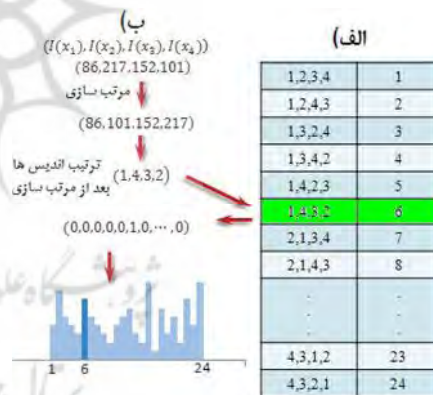 ب)
(I(x₁), I(x₂), I(x₃), I(x₄))
(86,217,152,101)
مرتب سازی
(86,101,152,217)
ترتیب اندیس ها
بعد از مرتب سازی
(1,4,3,2)
(0,0,0,0,0,1,0,⋯,0)
1 6 24
الف)
1,2,3,4 1
1,2,4,3 2
1,3,2,4 3
1,3,4,2 4
1,4,2,3 5
1,4,3,2 6
2,1,3,4 7
2,1,4,3 8
. .
. .
. .
4,3,1,2 23
4,3,2,1 24